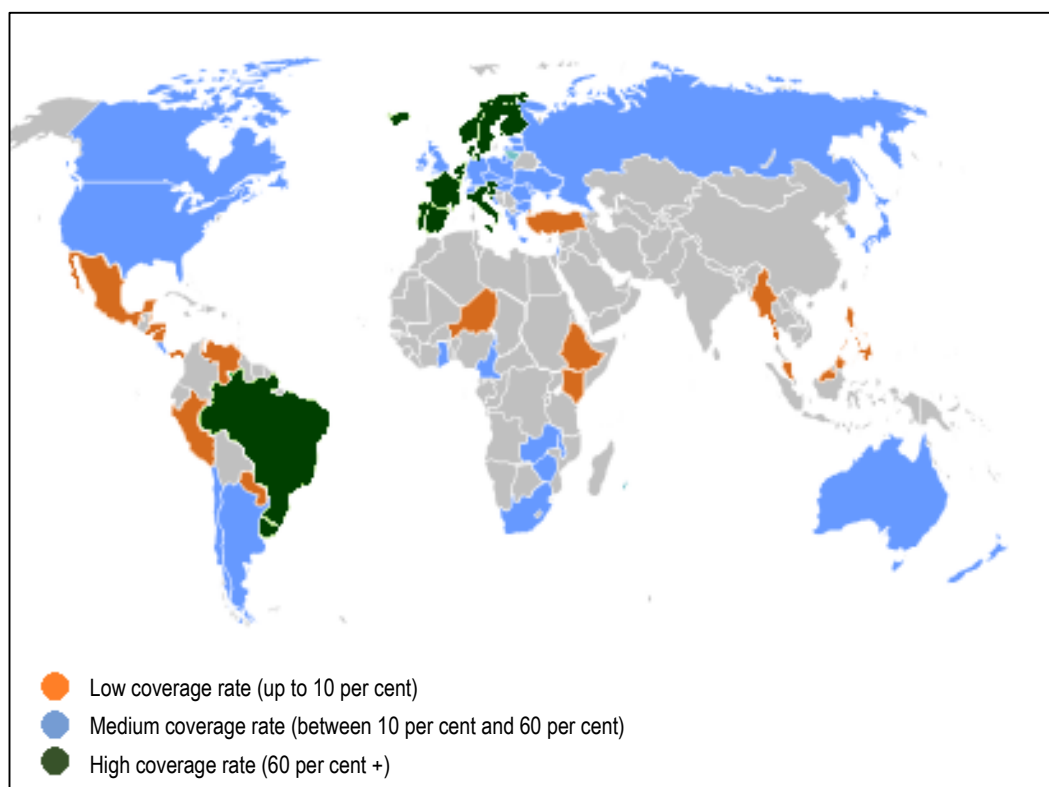 Low coverage rate (up to 10 per cent)
Medium coverage rate (between 10 per cent and 60 per cent)
High coverage rate (60 per cent +)